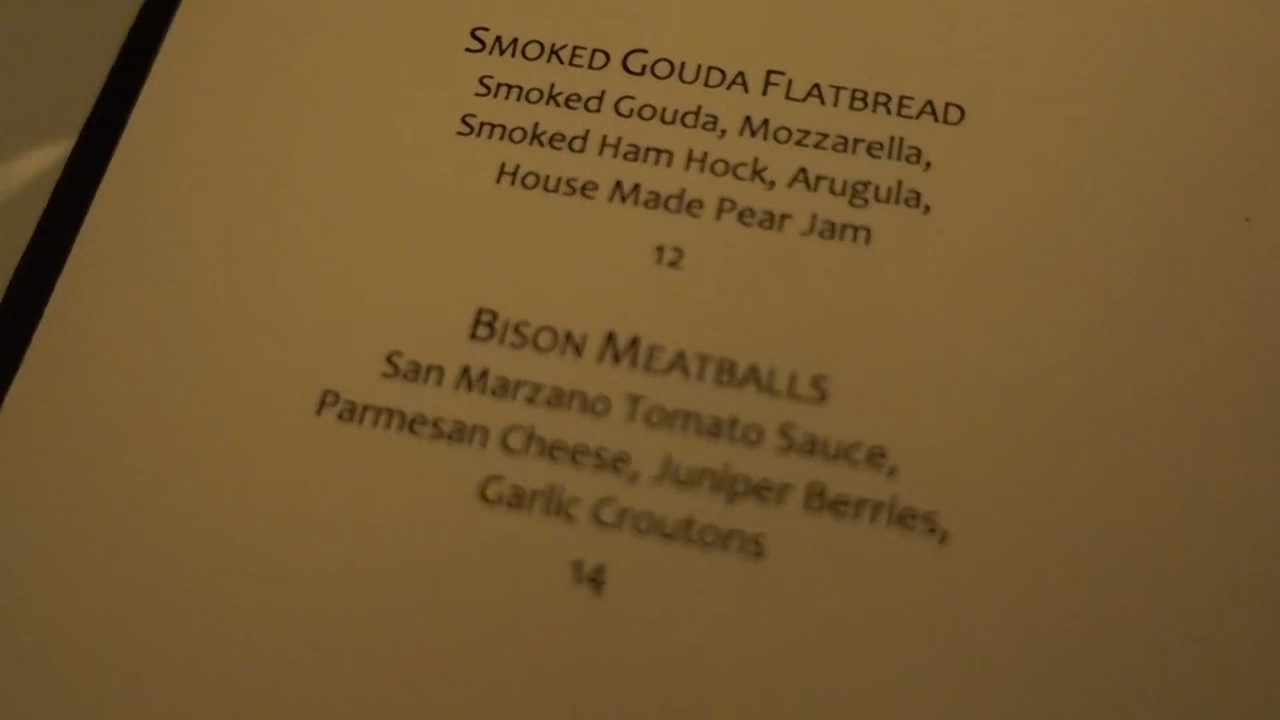 SMOKED GOUDA FLATBREAD
Smoked Gouda, Mozzarella,
Smoked Ham Hock, Arugula,
House Made Pear Jam
12
BISON MEATBALLS
San Marzano Tomato Sauce,
Parmesan Cheese, Juniper Berries,
Garlic Croutons
14